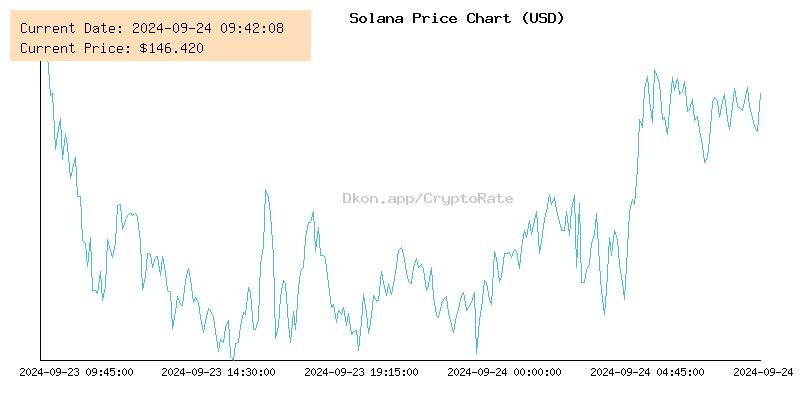 Solana Price Chart (USD)
Current Date: 2024-09-24 09:42:08
Current Price: $146.420
Dkon.app/CryptoRate
2024-09-23 09:45:00 2024-09-23 14:30:00 2024-09-23 19:15:00 2024-09-24 00:00:00 2024-09-24 04:45:00 2024-09-24